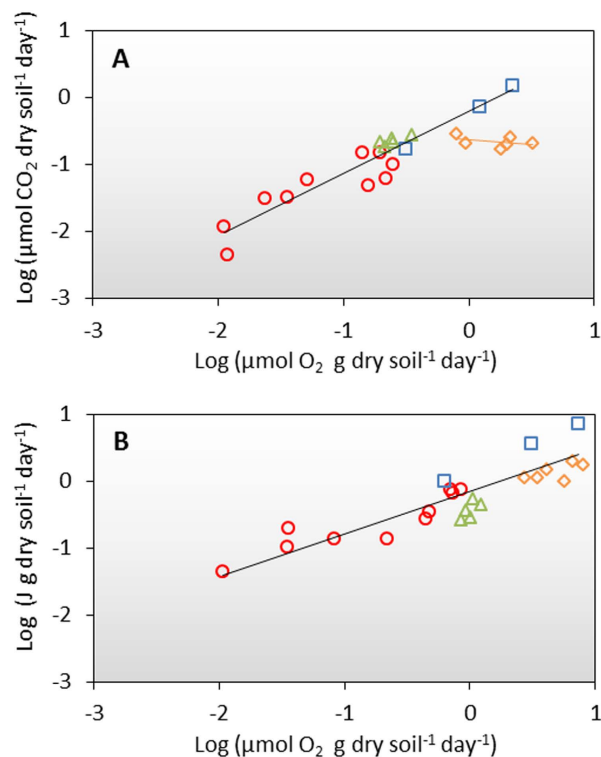 A
1
0
-1
-2
-3
-3 -2 -1 0 1
Log (µmol CO₂ dry soil⁻¹ day⁻¹)
Log (µmol O₂ g dry soil⁻¹ day⁻¹)
B
1
0
-1
-2
-3
-3 -2 -1 0 1
Log (J g dry soil⁻¹ day⁻¹)
Log (µmol O₂ g dry soil⁻¹ day⁻¹)